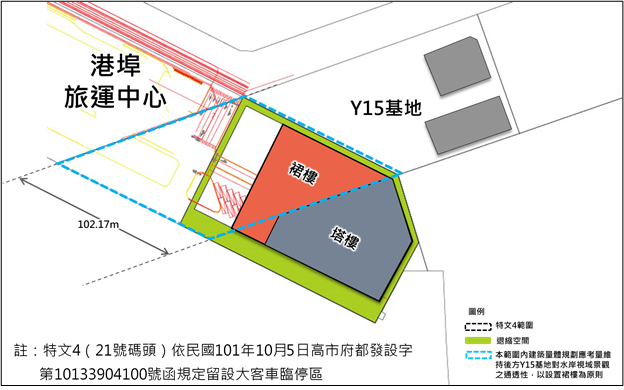 港埠
旅運中心
Y15基地
裙樓
塔樓
102.17m
圖例
特文4範圍
退縮空間
本範圍內建築量體規劃應考量維
持後方Y15基地對水岸視域景觀
之通透性，以設置裙樓為原則
註：特文4（21號碼頭）依民國101年10月5日高市府都發設字
第10133904100號函規定留設大客車臨停區